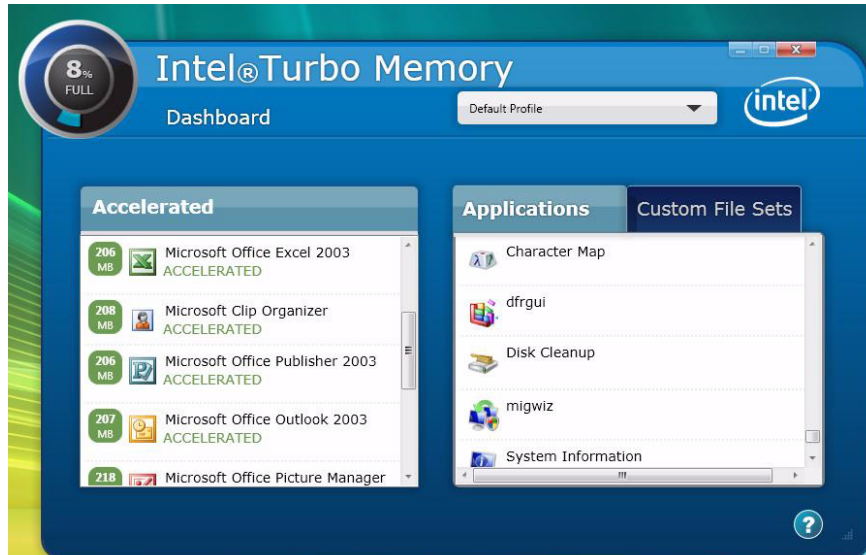 8%
FULL
Intel®Turbo Memory
Dashboard
Default Profile
intel
Accelerated
206 MB
Microsoft Office Excel 2003
ACCELERATED
208 MB
Microsoft Clip Organizer
ACCELERATED
206 MB
Microsoft Office Publisher 2003
ACCELERATED
207 MB
Microsoft Office Outlook 2003
ACCELERATED
218
Microsoft Office Picture Manager
Applications
Custom File Sets
Character Map
dfrgui
Disk Cleanup
migwiz
System Information
?